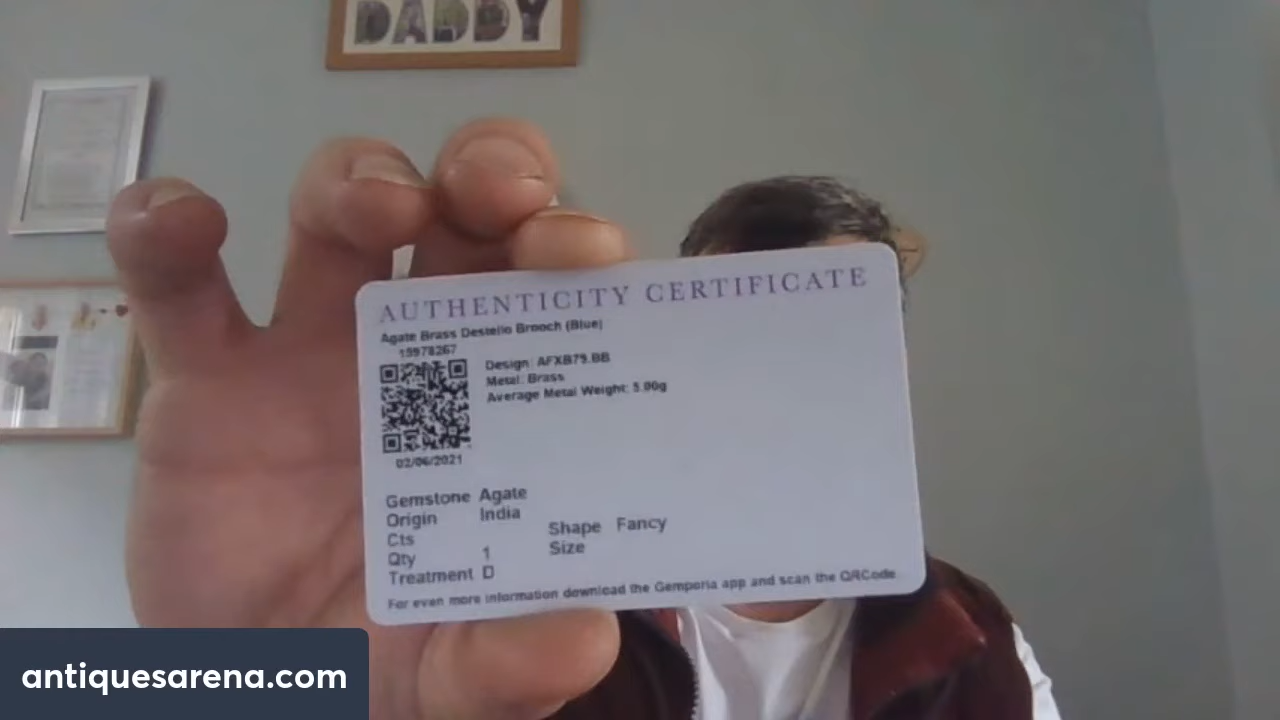 DADDY
AUTHENTICITY CERTIFICATE
Agate Brass Destello Brooch (Blue)
15978267
Design: AFXB79.BB
Metal: Brass
Average Metal Weight: 5.00g
02/06/2021
Gemstone Agate
Origin India
Cts
Shape Fancy
Qty 1
Size
Treatment D
For even more information download the Gemporia app and scan the QRCode
antiquesarena.com